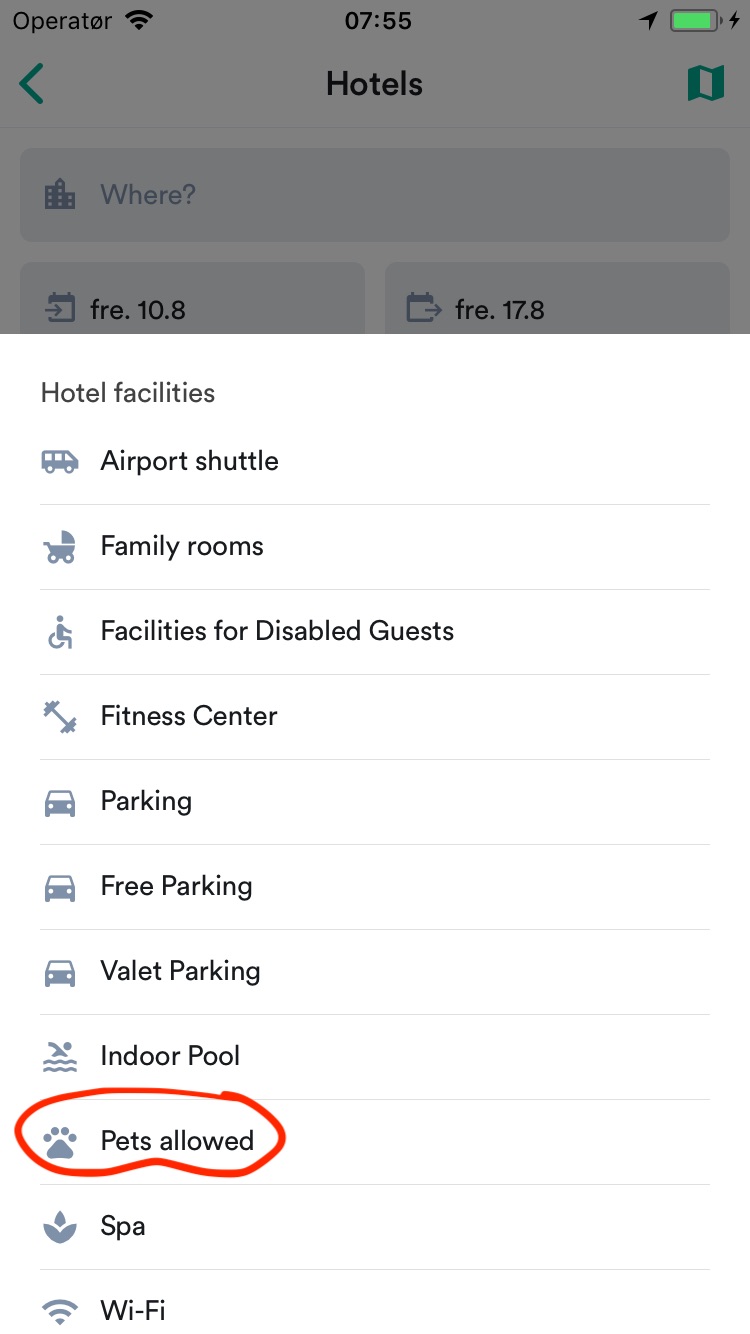 Operatør 07:55
Hotels
Where?
fre. 10.8 fre. 17.8
Hotel facilities
Airport shuttle
Family rooms
Facilities for Disabled Guests
Fitness Center
Parking
Free Parking
Valet Parking
Indoor Pool
Pets allowed
Spa
Wi-Fi